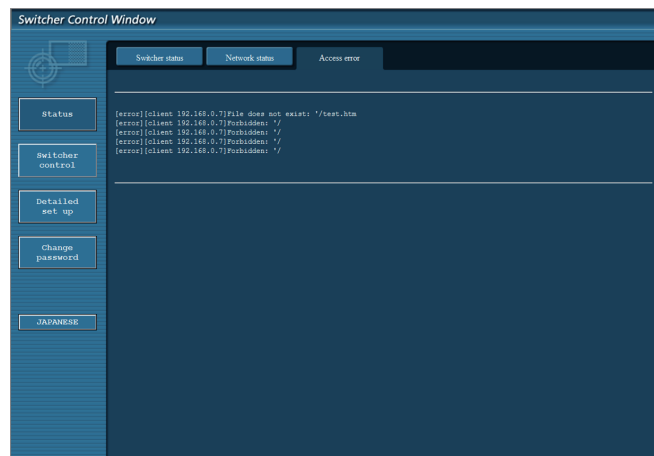 Switcher Control Window
Switcher status
Network status
Access error
Status
Switcher
control
Detailed
set up
Change
password
JAPANESE
[error][client 192.168.0.7]File does not exist: '/test.htm
[error][client 192.168.0.7]Forbidden: '/
[error][client 192.168.0.7]Forbidden: '/
[error][client 192.168.0.7]Forbidden: '/
[error][client 192.168.0.7]Forbidden: '/